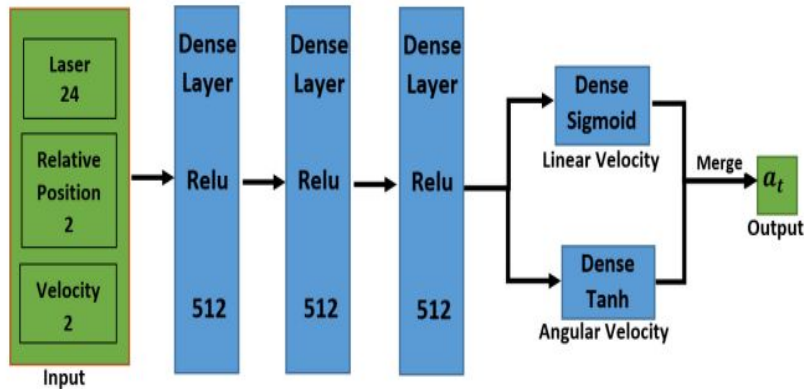 Laser
24
Relative
Position
2
Velocity
2
Input
Dense
Layer
Relu
512
Dense
Layer
Relu
512
Dense
Layer
Relu
512
Dense
Sigmoid
Linear Velocity
Dense
Tanh
Angular Velocity
Merge
aₜ
Output